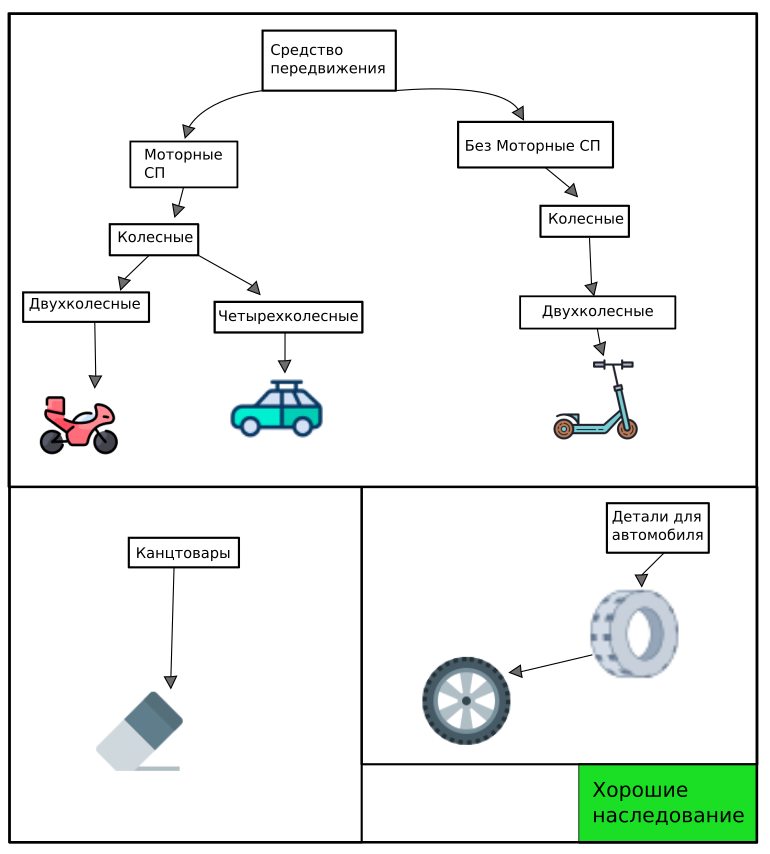 Средство
передвижения
Моторные
СП
Без Моторные СП
Колесные
Колесные
Двухколесные
Четырехколесные
Двухколесные
Канцтовары
Детали для
автомобиля
Хорошие
наследование